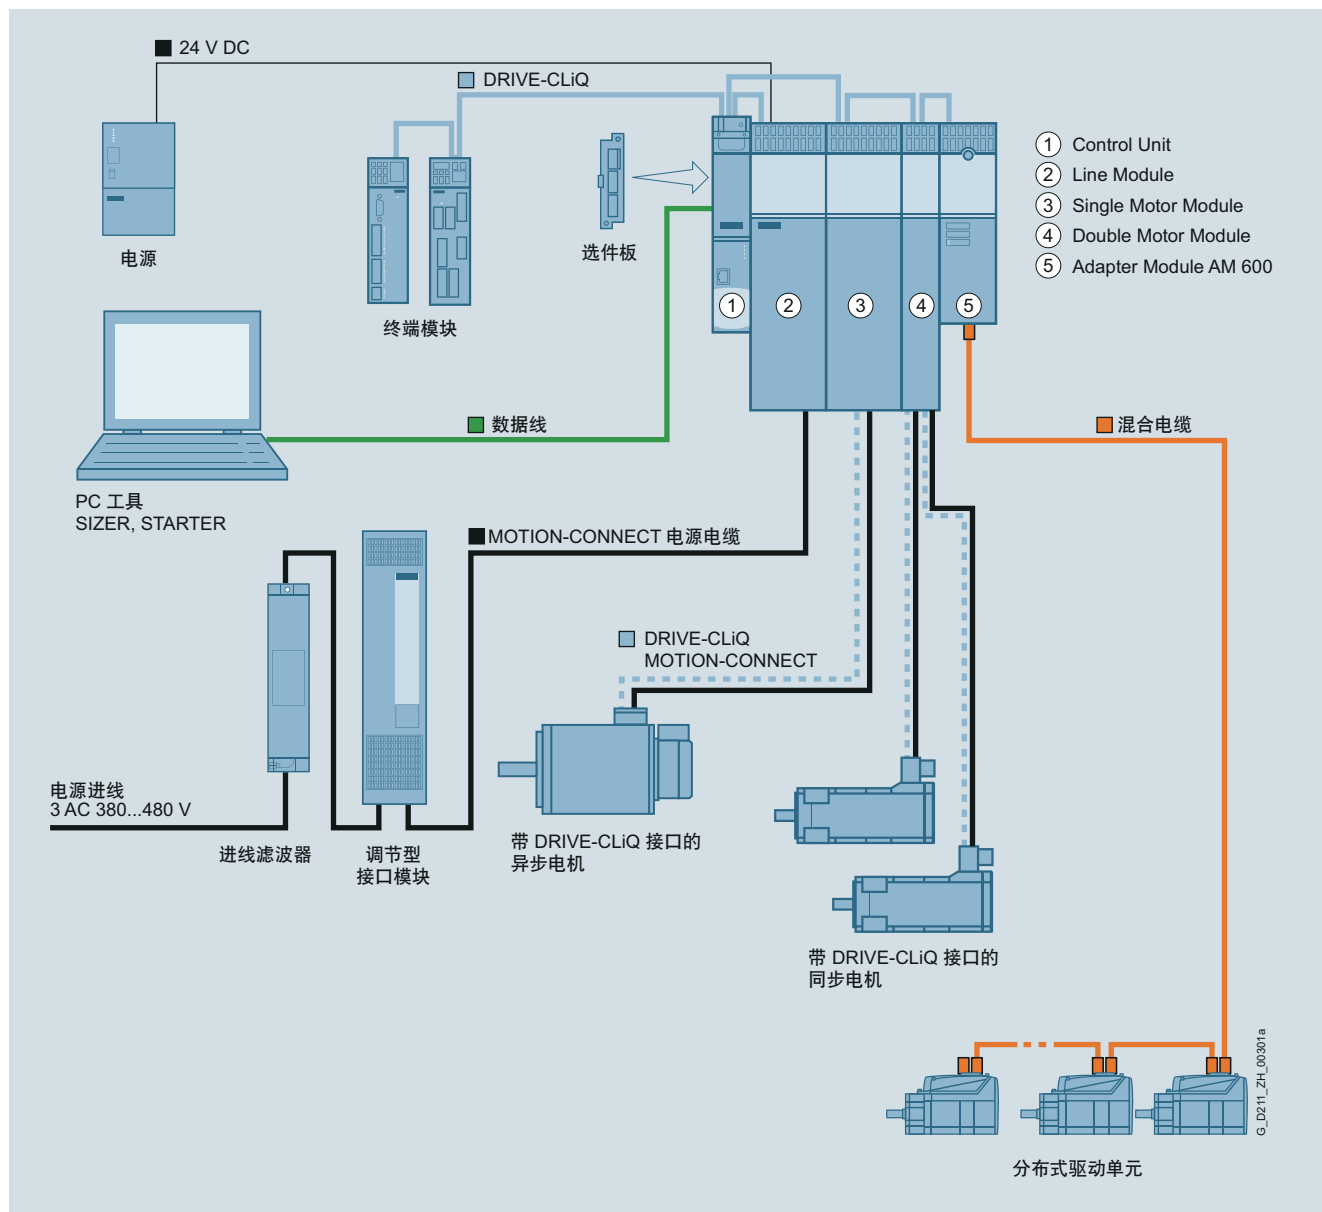 24 V DC
DRIVE-CLiQ
电源
终端模块
选件板
① Control Unit
② Line Module
③ Single Motor Module
④ Double Motor Module
⑤ Adapter Module AM 600
① ② ③ ④ ⑤
数据线
混合电缆
PC 工具
SIZER, STARTER
MOTION-CONNECT 电源电缆
DRIVE-CLiQ
MOTION-CONNECT
电源进线
3 AC 380...480 V
进线滤波器
调节型
接口模块
带 DRIVE-CLiQ 接口的
异步电机
带 DRIVE-CLiQ 接口的
同步电机
分布式驱动单元
G_D211_ZH_00301a